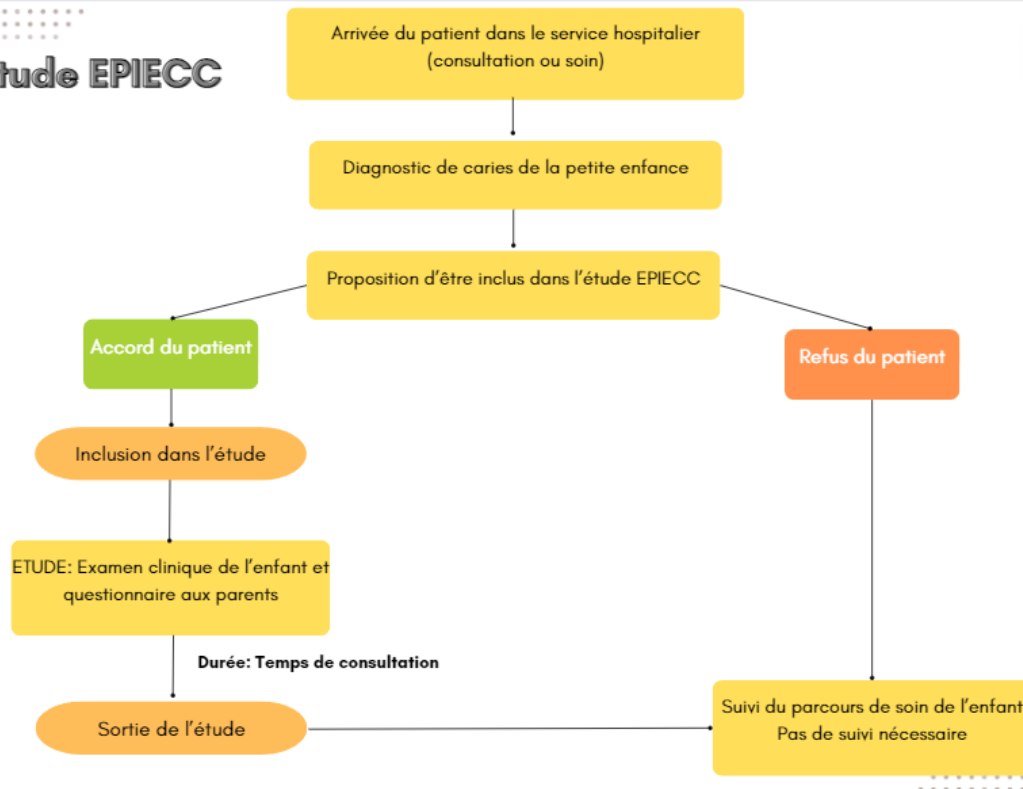 tude EPIECC
Arrivée du patient dans le service hospitalier
(consultation ou soin)
Diagnostic de caries de la petite enfance
Proposition d'être inclus dans l'étude EPIECC
Accord du patient
Refus du patient
Inclusion dans l'étude
ETUDE: Examen clinique de l'enfant et
questionnaire aux parents
Durée: Temps de consultation
Sortie de l'étude
Suivi du parcours de soin de l'enfant
Pas de suivi nécessaire